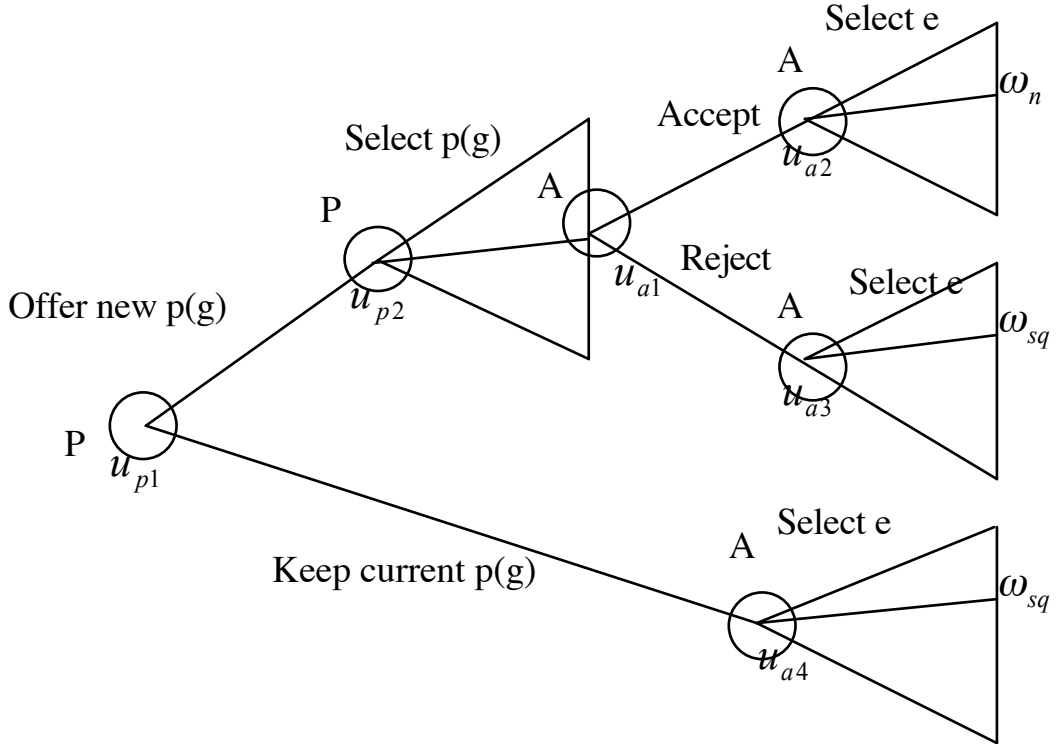 Select e
A
ω_n
Accept
u_a2
Select p(g)
A
P
u_a1
Reject
Select e
A
ω_sq
u_p2
Offer new p(g)
u_a3
P
u_p1
Select e
A
Keep current p(g)
ω_sq
u_a4